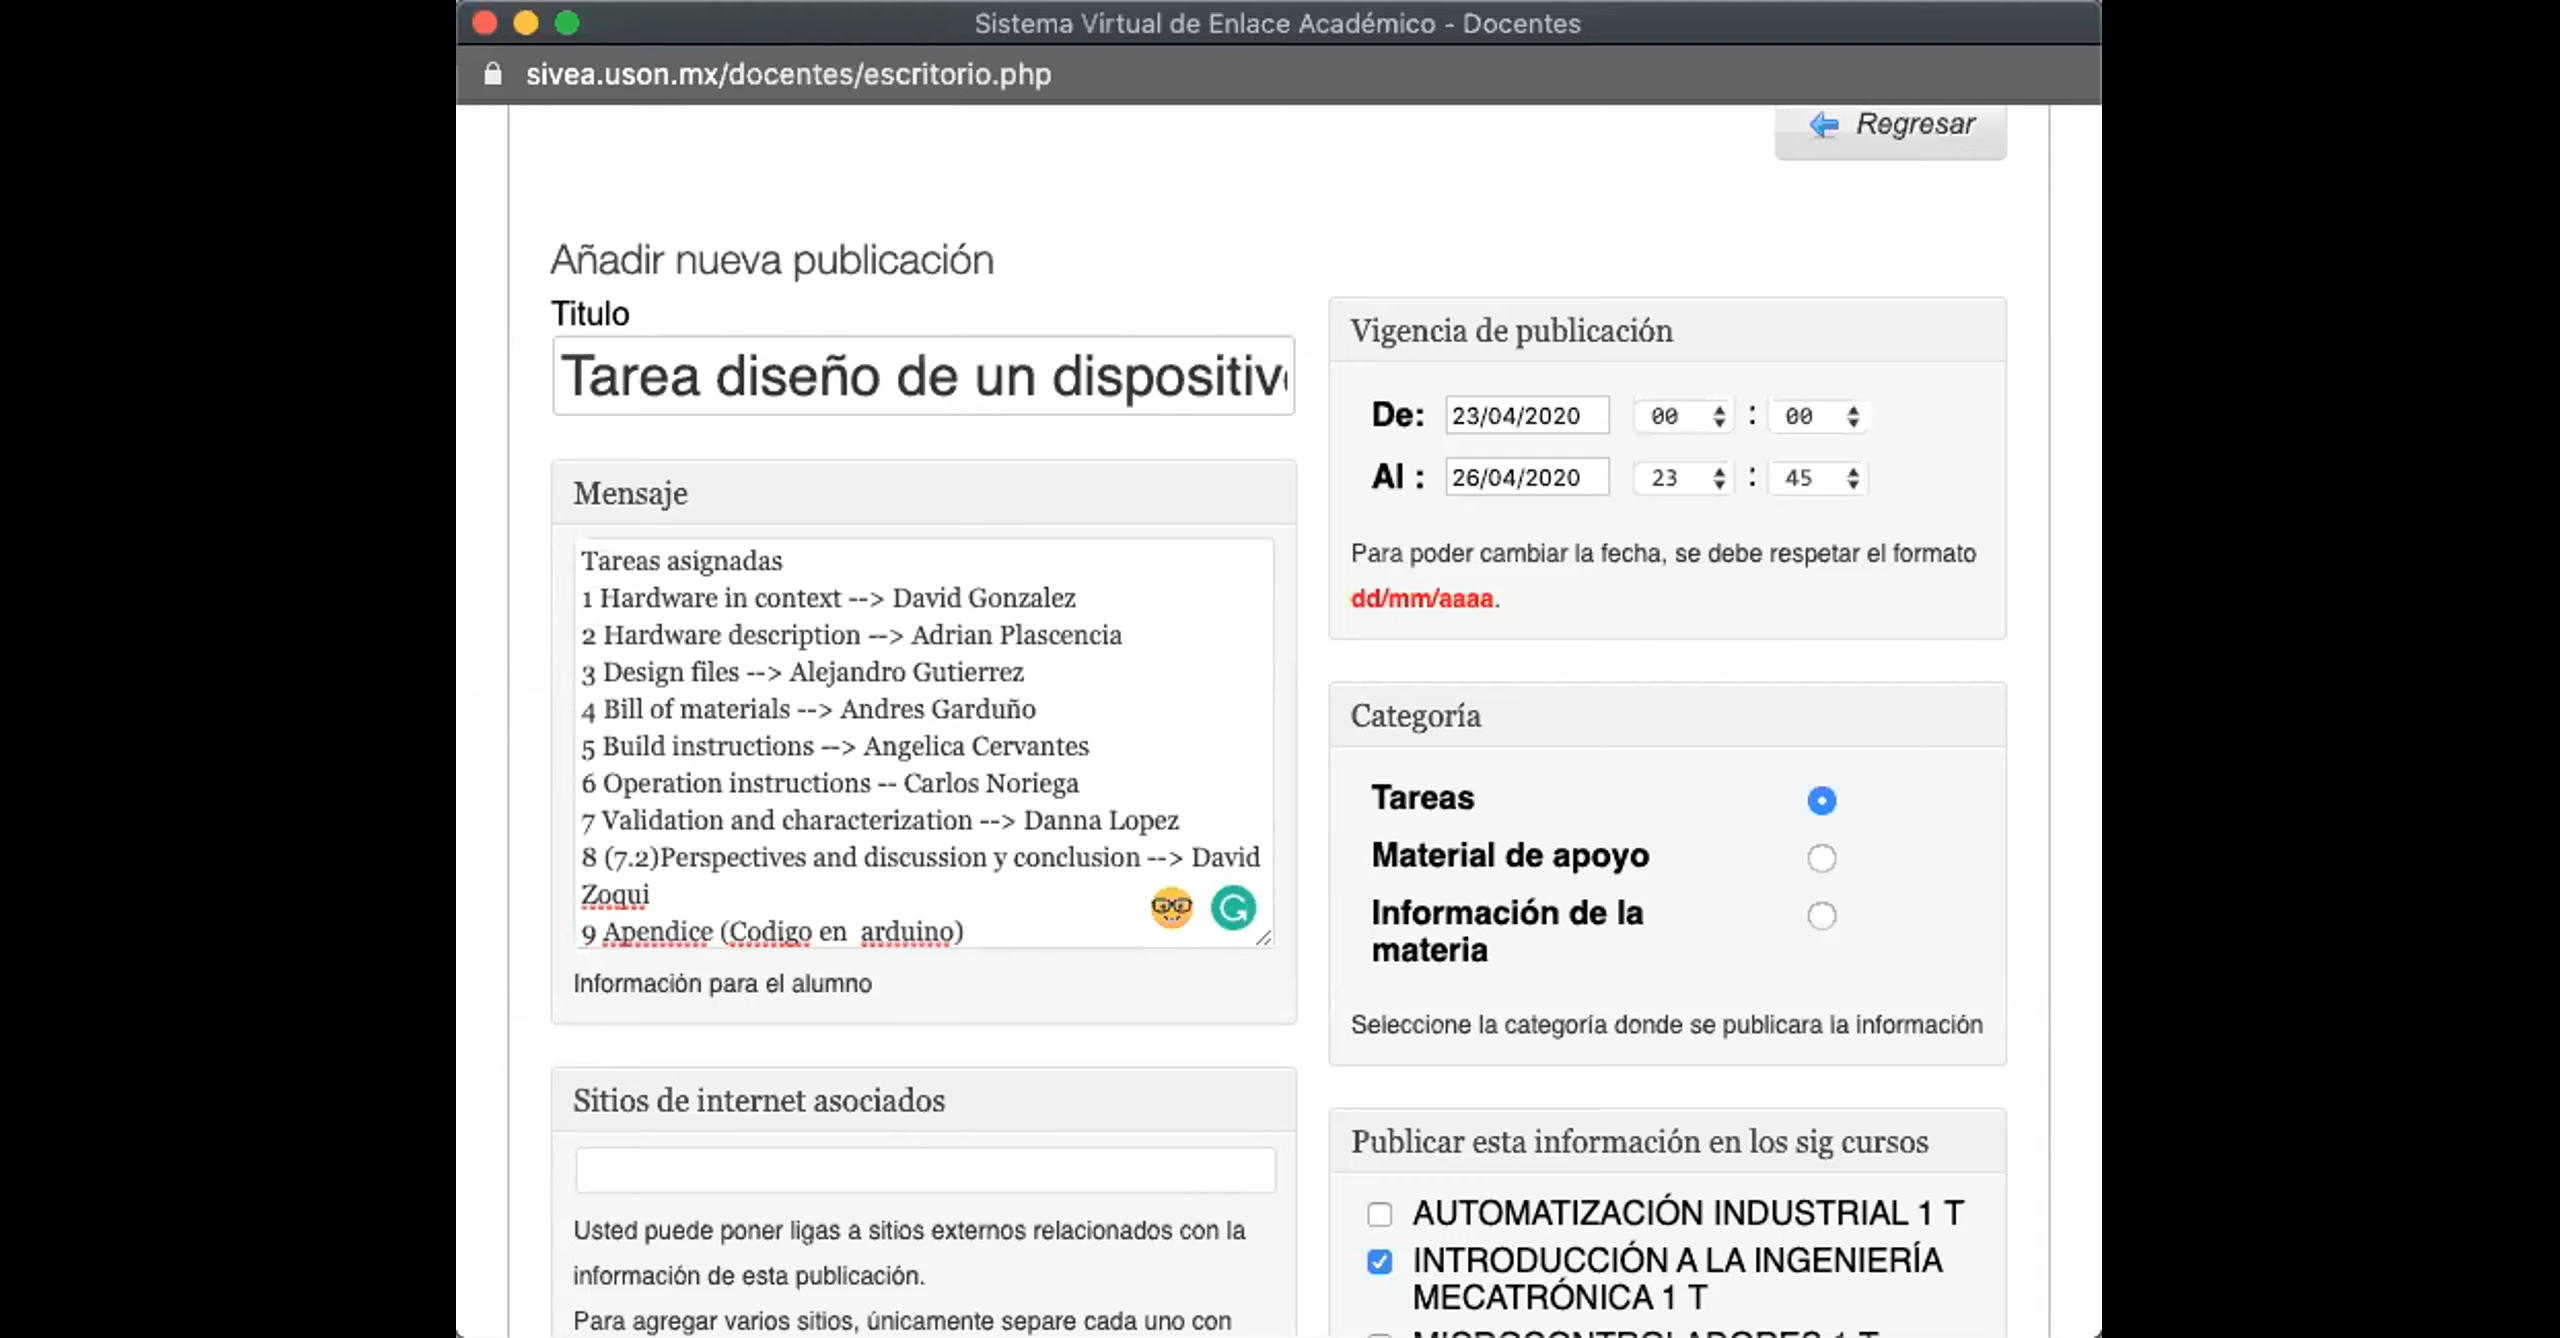 Sistema Virtual de Enlace Académico - Docentes
sivea.uson.mx/docentes/escritorio.php
Regresar
Añadir nueva publicación
Titulo
Tarea diseño de un dispositiv
Mensaje
Tareas asignadas
1 Hardware in context --> David Gonzalez
2 Hardware description --> Adrian Plascencia
3 Design files --> Alejandro Gutierrez
4 Bill of materials --> Andres Garduño
5 Build instructions --> Angelica Cervantes
6 Operation instructions -- Carlos Noriega
7 Validation and characterization --> Danna Lopez
8 (7.2)Perspectives and discussion y conclusion --> David
Zoqui
9 Apendice (Codigo en  arduino)
Información para el alumno
Sitios de internet asociados
Usted puede poner ligas a sitios externos relacionados con la
información de esta publicación.
Para agregar varios sitios, únicamente separe cada uno con
Vigencia de publicación
De: 23/04/2020 00 : 00
Al : 26/04/2020 23 : 45
Para poder cambiar la fecha, se debe respetar el formato
dd/mm/aaaa.
Categoría
Tareas
Material de apoyo
Información de la
materia
Seleccione la categoría donde se publicara la información
Publicar esta información en los sig cursos
AUTOMATIZACIÓN INDUSTRIAL 1 T
INTRODUCCIÓN A LA INGENIERÍA
MECATRÓNICA 1 T
MICROCONTROLADORES 1 T